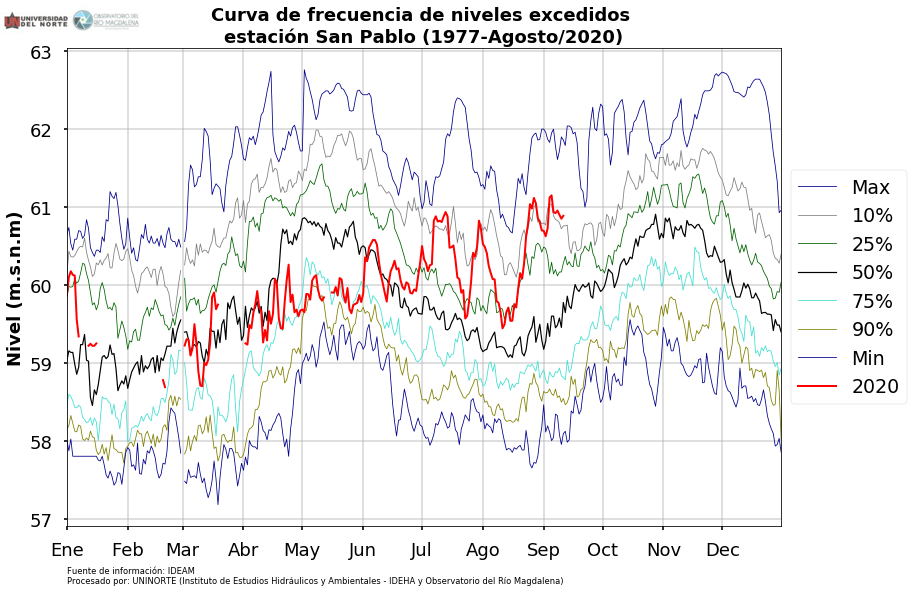 UNIVERSIDAD
DEL NORTE
OBSERVATORIO DEL
RÍO MAGDALENA
Curva de frecuencia de niveles excedidos
estación San Pablo (1977-Agosto/2020)
Nivel (m.s.n.m)
63
62
61
60
59
58
57
Ene Feb Mar Abr May Jun Jul Ago Sep Oct Nov Dec
Max
10%
25%
50%
75%
90%
Min
2020
Fuente de información: IDEAM
Procesado por: UNINORTE (Instituto de Estudios Hidráulicos y Ambientales - IDEHA y Observatorio del Río Magdalena)